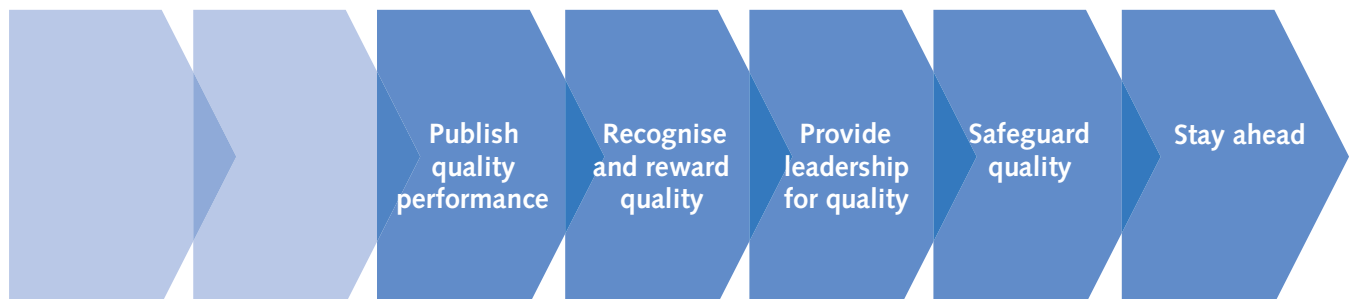 Publish
quality
performance
Recognise
and reward
quality
Provide
leadership
for quality
Safeguard
quality
Stay ahead